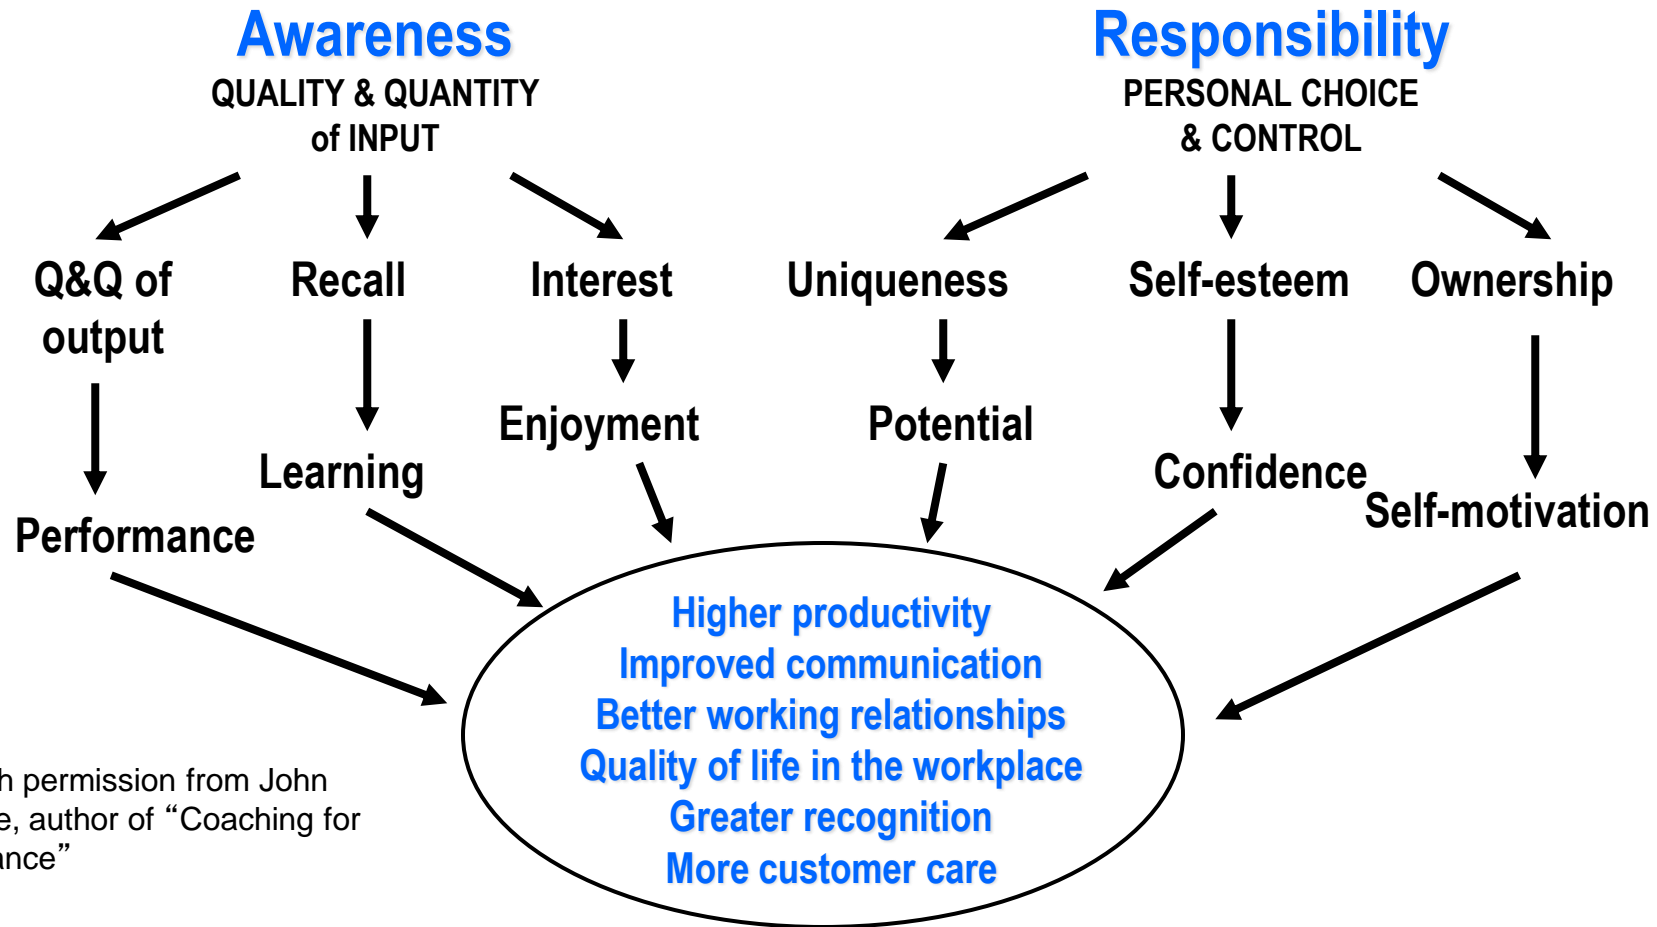 Awareness
QUALITY & QUANTITY
of INPUT
Responsibility
PERSONAL CHOICE
& CONTROL
Q&Q of
output
Recall
Interest
Uniqueness
Self-esteem
Ownership
Enjoyment
Potential
Learning
Confidence
Self-motivation
Performance
Higher productivity
Improved communication
Better working relationships
Quality of life in the workplace
Greater recognition
More customer care
permission from John
author of “Coaching for